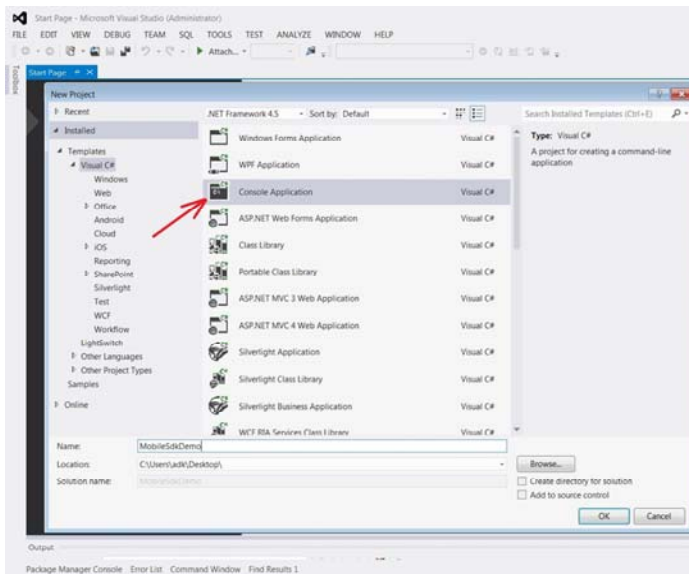 Start Page - Microsoft Visual Studio (Administrator)
FILE EDIT VIEW DEBUG TEAM SQL TOOLS TEST ANALYZE WINDOW HELP
Attach...
Toolbox
Start Page
New Project
Recent
.NET Framework 4.5 Sort by: Default
Search Installed Templates (Ctrl+E)
Installed
Templates
Visual C#
Windows
Web
Office
Android
Cloud
iOS
Reporting
SharePoint
Silverlight
Test
WCF
Workflow
LightSwitch
Other Languages
Other Project Types
Samples
Online
Windows Forms Application Visual C#
WPF Application Visual C#
Console Application Visual C#
ASP.NET Web Forms Application Visual C#
Class Library Visual C#
Portable Class Library Visual C#
ASP.NET MVC 3 Web Application Visual C#
ASP.NET MVC 4 Web Application Visual C#
Silverlight Application Visual C#
Silverlight Class Library Visual C#
Silverlight Business Application Visual C#
WCF RIA Services Class Library Visual C#
Type: Visual C#
A project for creating a command-line
application
Name: MobileSdkDemo
Location: C:\Users\adk\Desktop\
Browse...
Solution name: MobileSdkDemo
Create directory for solution
Add to source control
OK Cancel
Output
Package Manager Console Error List Command Window Find Results 1